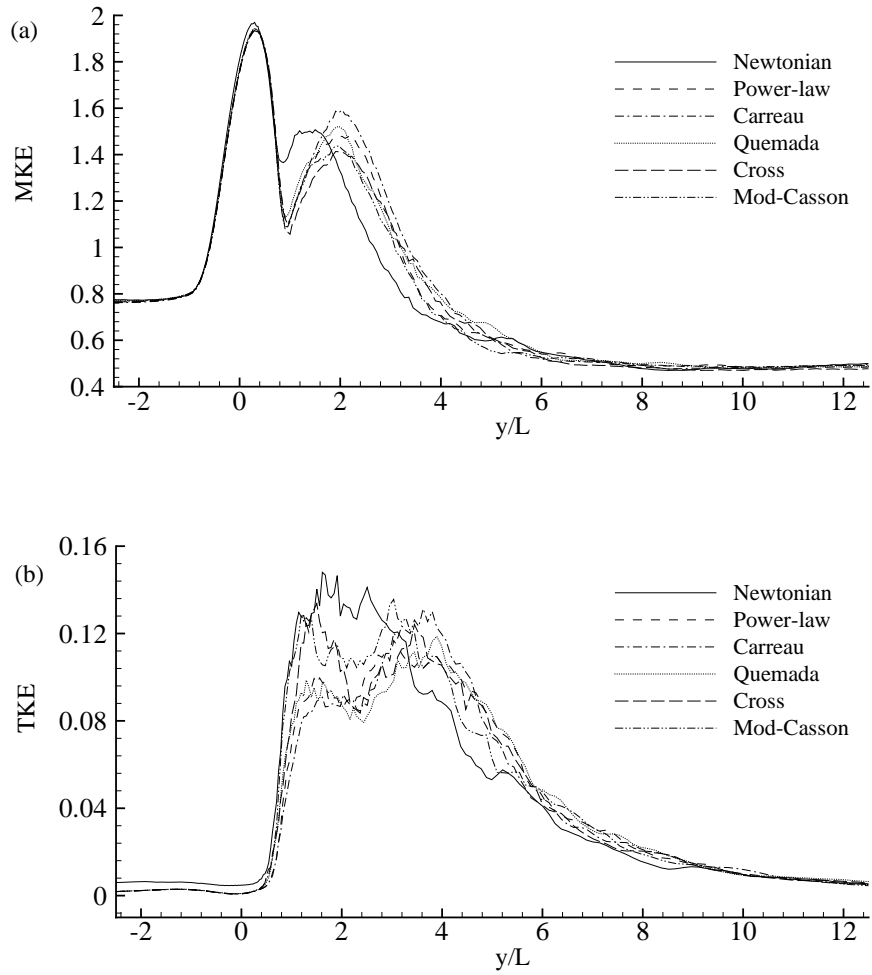 (a)
2
1.8
1.6
1.4
1.2
1
0.8
0.6
0.4
MKE
-2 0 2 4 6 8 10 12
y/L
Newtonian
Power-law
Carreau
Quemada
Cross
Mod-Casson
(b)
0.16
0.12
0.08
0.04
0
TKE
-2 0 2 4 6 8 10 12
y/L
Newtonian
Power-law
Carreau
Quemada
Cross
Mod-Casson